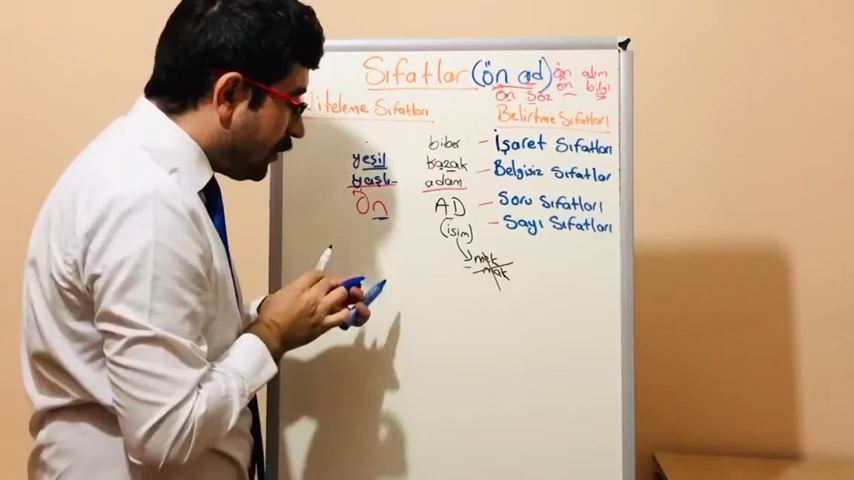 Sıfatlar (ön ad)
ön alım
ön bilgi
Ön Söz
Niteleme Sıfatları
Belirtme Sıfatları
yeşil
yaşlı
Ön
biber
kazak
adam
AD
(isim)
mek
mak
- İşaret Sıfatları
- Belgisiz Sıfatlar
- Soru Sıfatları
- Sayı Sıfatları